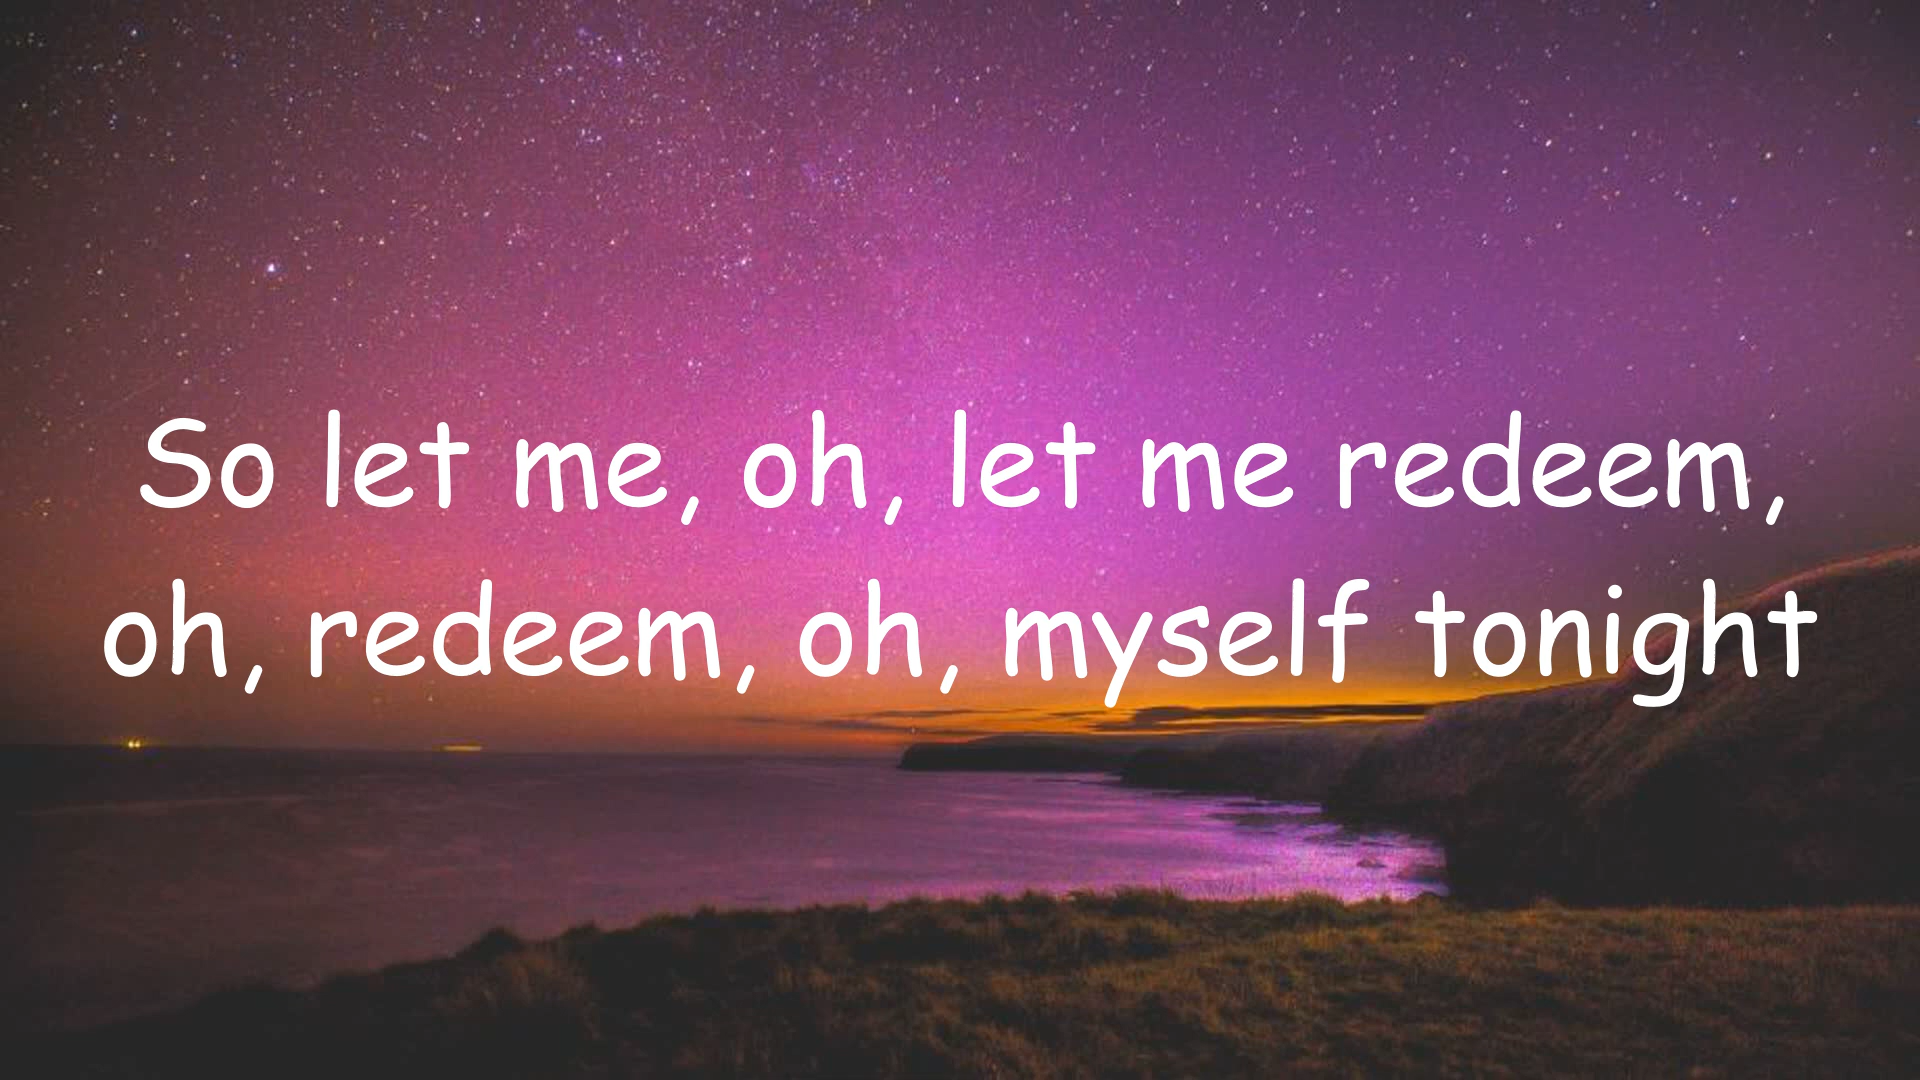 So let me, oh, let me redeem,
oh, redeem, oh, myself tonight